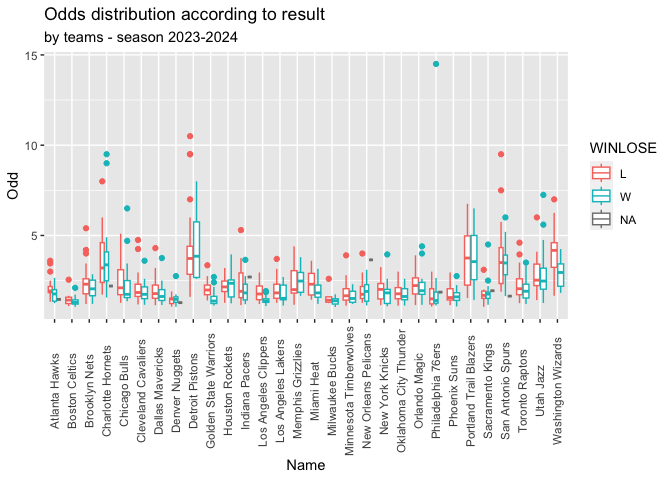 Odds distribution according to result
by teams - season 2023-2024
15
10
5
Odd
Atlanta Hawks
Boston Celtics
Brooklyn Nets
Charlotte Hornets
Chicago Bulls
Cleveland Cavaliers
Dallas Mavericks
Denver Nuggets
Detroit Pistons
Golden State Warriors
Houston Rockets
Indiana Pacers
Los Angeles Clippers
Los Angeles Lakers
Memphis Grizzlies
Miami Heat
Milwaukee Bucks
Minnesota Timberwolves
New Orleans Pelicans
New York Knicks
Oklahoma City Thunder
Orlando Magic
Philadelphia 76ers
Phoenix Suns
Portland Trail Blazers
Sacramento Kings
San Antonio Spurs
Toronto Raptors
Utah Jazz
Washington Wizards
Name
WINLOSE
L
W
NA